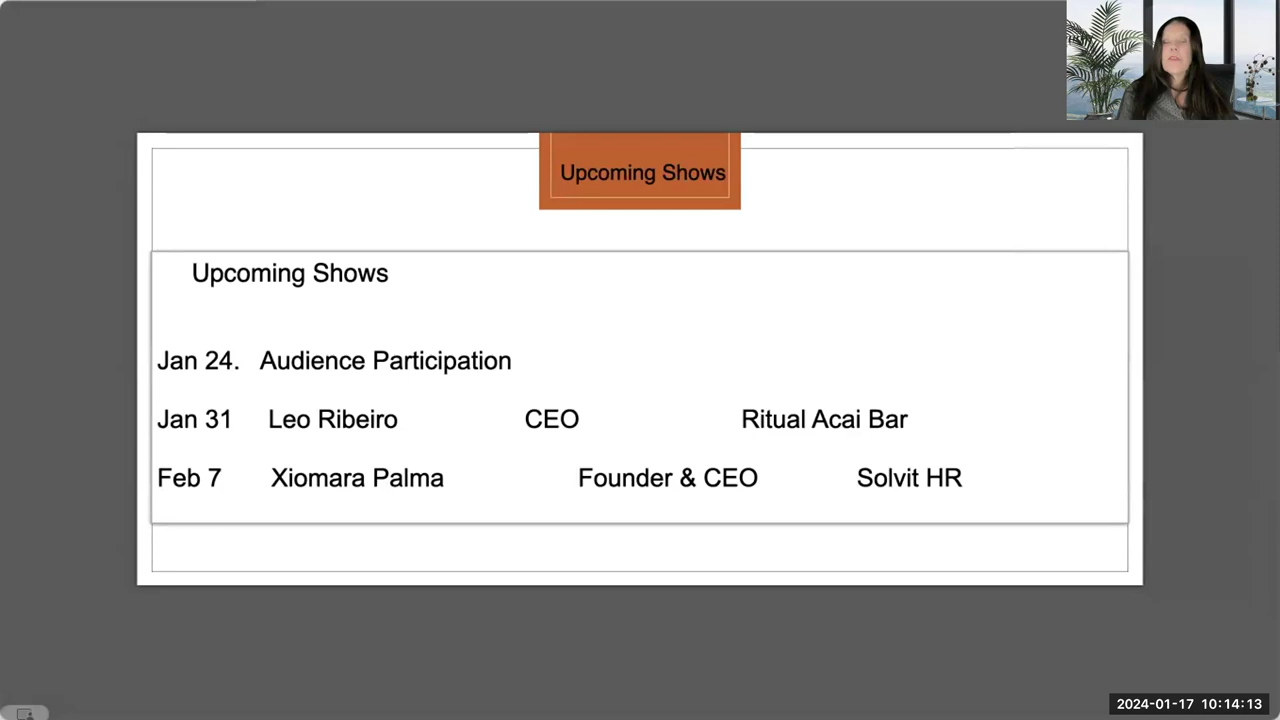 Upcoming Shows
Upcoming Shows
Jan 24. Audience Participation
Jan 31 Leo Ribeiro CEO Ritual Acai Bar
Feb 7 Xiomara Palma Founder & CEO Solvit HR
2024-01-17 10:14:13